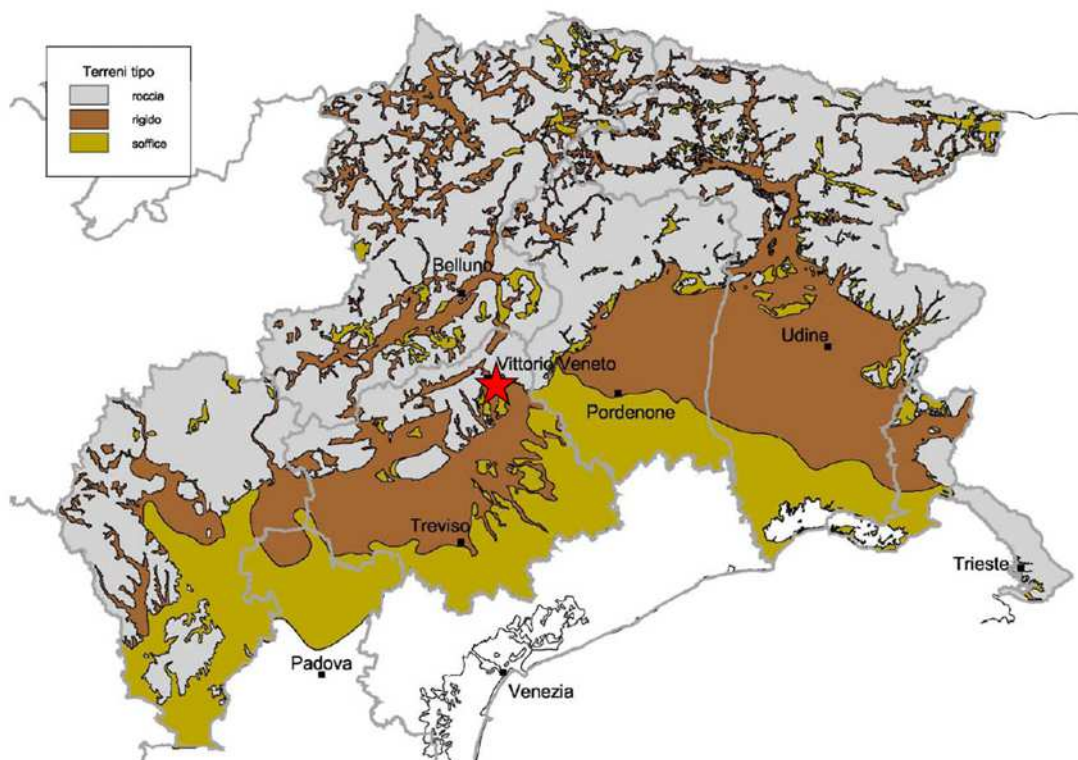 Terreni tipo
roccia
rigido
soffice
Belluno
Vittorio Veneto
Udine
Pordenone
Treviso
Trieste
Padova
Venezia